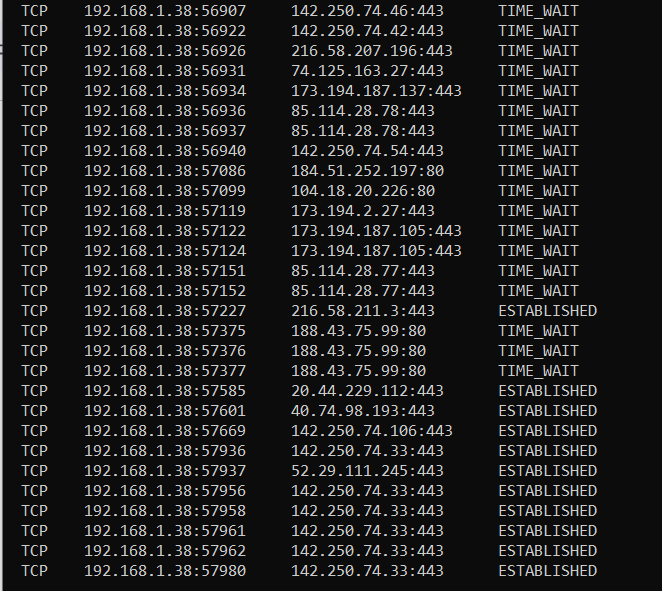 TCP 192.168.1.38:56907 142.250.74.46:443 TIME_WAIT
TCP 192.168.1.38:56922 142.250.74.42:443 TIME_WAIT
TCP 192.168.1.38:56926 216.58.207.196:443 TIME_WAIT
TCP 192.168.1.38:56931 74.125.163.27:443 TIME_WAIT
TCP 192.168.1.38:56934 173.194.187.137:443 TIME_WAIT
TCP 192.168.1.38:56936 85.114.28.78:443 TIME_WAIT
TCP 192.168.1.38:56937 85.114.28.78:443 TIME_WAIT
TCP 192.168.1.38:56940 142.250.74.54:443 TIME_WAIT
TCP 192.168.1.38:57086 184.51.252.197:80 TIME_WAIT
TCP 192.168.1.38:57099 104.18.20.226:80 TIME_WAIT
TCP 192.168.1.38:57119 173.194.2.27:443 TIME_WAIT
TCP 192.168.1.38:57122 173.194.187.105:443 TIME_WAIT
TCP 192.168.1.38:57124 173.194.187.105:443 TIME_WAIT
TCP 192.168.1.38:57151 85.114.28.77:443 TIME_WAIT
TCP 192.168.1.38:57152 85.114.28.77:443 TIME_WAIT
TCP 192.168.1.38:57227 216.58.211.3:443 ESTABLISHED
TCP 192.168.1.38:57375 188.43.75.99:80 TIME_WAIT
TCP 192.168.1.38:57376 188.43.75.99:80 TIME_WAIT
TCP 192.168.1.38:57377 188.43.75.99:80 TIME_WAIT
TCP 192.168.1.38:57585 20.44.229.112:443 ESTABLISHED
TCP 192.168.1.38:57601 40.74.98.193:443 ESTABLISHED
TCP 192.168.1.38:57669 142.250.74.106:443 ESTABLISHED
TCP 192.168.1.38:57936 142.250.74.33:443 ESTABLISHED
TCP 192.168.1.38:57937 52.29.111.245:443 ESTABLISHED
TCP 192.168.1.38:57956 142.250.74.33:443 ESTABLISHED
TCP 192.168.1.38:57958 142.250.74.33:443 ESTABLISHED
TCP 192.168.1.38:57961 142.250.74.33:443 ESTABLISHED
TCP 192.168.1.38:57962 142.250.74.33:443 ESTABLISHED
TCP 192.168.1.38:57980 142.250.74.33:443 ESTABLISHED